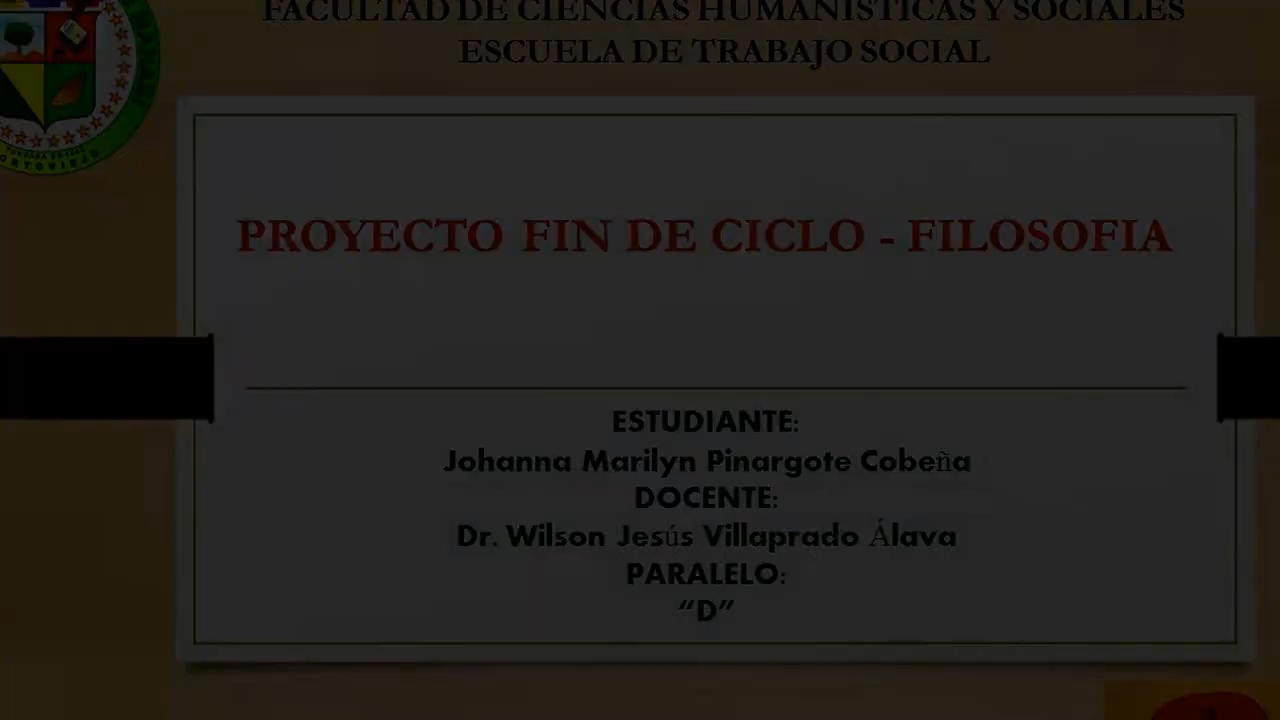 FACULTAD DE CIENCIAS HUMANÍSTICAS Y SOCIALES
ESCUELA DE TRABAJO SOCIAL
PROYECTO FIN DE CICLO - FILOSOFIA
ESTUDIANTE:
Johanna Marilyn Pinargote Cobeña
DOCENTE:
Dr. Wilson Jesús Villaprado Álava
PARALELO:
“D”